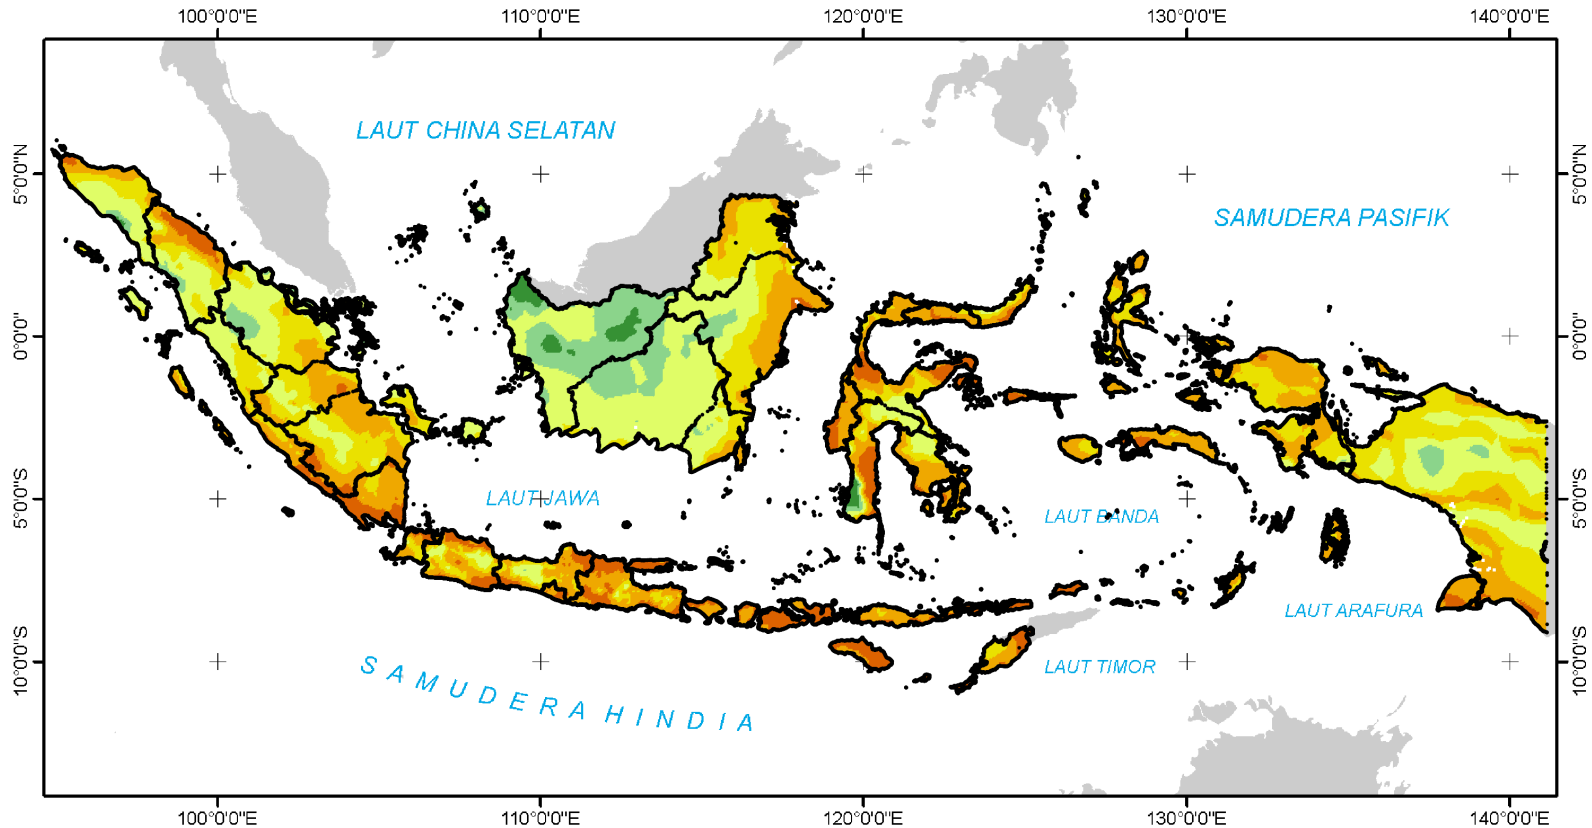 100°0'0"E 110°0'0"E 120°0'0"E 130°0'0"E 140°0'0"E
LAUT CHINA SELATAN
5°0'0"N 5°0'0"N
SAMUDERA PASIFIK
0°0'0" 0°0'0"
LAUT JAWA
5°0'0"S 5°0'0"S
LAUT BANDA
LAUT ARAFURA
10°0'0"S 10°0'0"S
LAUT TIMOR
SAMUDERA HINDIA
100°0'0"E 110°0'0"E 120°0'0"E 130°0'0"E 140°0'0"E